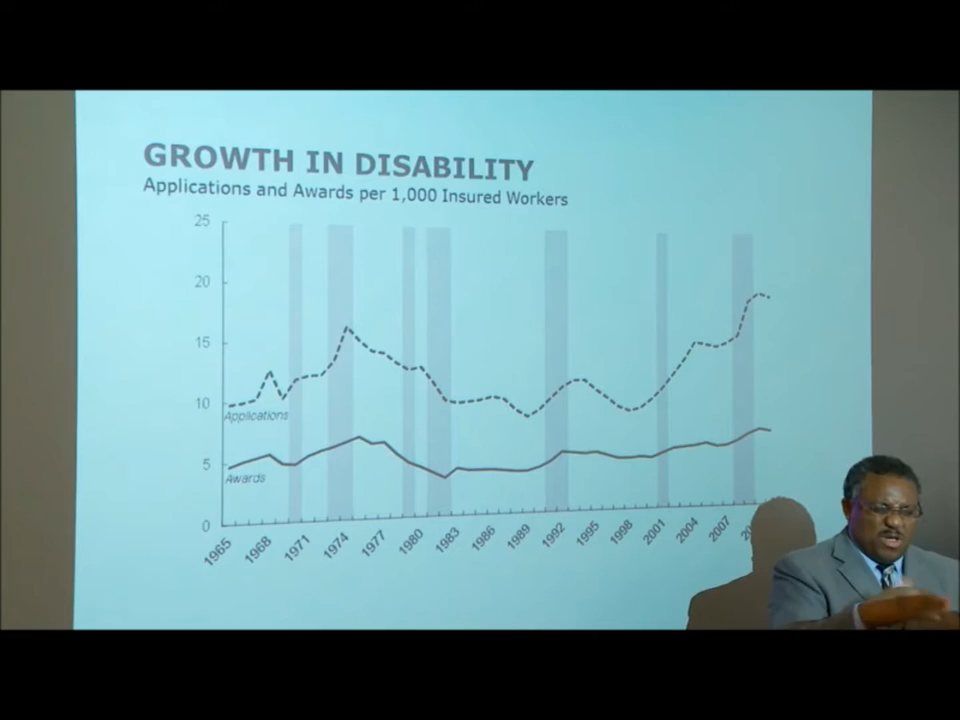 GROWTH IN DISABILITY
Applications and Awards per 1,000 Insured Workers
25
20
15
10
Applications
5
Awards
0
1965 1968 1971 1974 1977 1980 1983 1986 1989 1992 1995 1998 2001 2004 2007